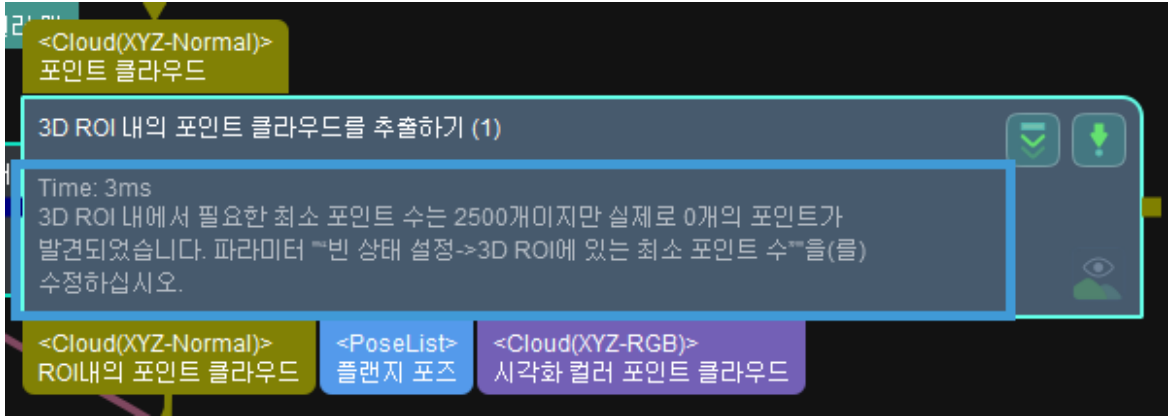 <Cloud(XYZ-Normal)>
포인트 클라우드
3D ROI 내의 포인트 클라우드를 추출하기 (1)
Time: 3ms
3D ROI 내에서 필요한 최소 포인트 수는 2500개이지만 실제로 0개의 포인트가
발견되었습니다. 파라미터 ""빈 상태 설정->3D ROI에 있는 최소 포인트 수""을(를)
수정하십시오.
<Cloud(XYZ-Normal)>
ROI내의 포인트 클라우드
<PoseList>
플랜지 포즈
<Cloud(XYZ-RGB)>
시각화 컬러 포인트 클라우드